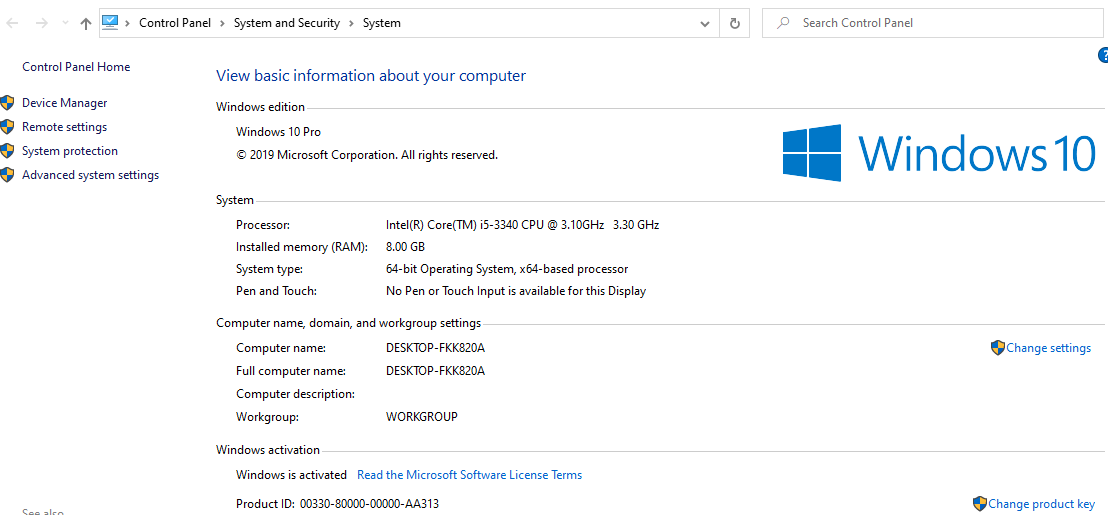 Control Panel > System and Security > System
Search Control Panel
Control Panel Home
Device Manager
Remote settings
System protection
Advanced system settings
View basic information about your computer
Windows edition
Windows 10 Pro
© 2019 Microsoft Corporation. All rights reserved.
Windows 10
System
Processor: Intel(R) Core(TM) i5-3340 CPU @ 3.10GHz 3.30 GHz
Installed memory (RAM): 8.00 GB
System type: 64-bit Operating System, x64-based processor
Pen and Touch: No Pen or Touch Input is available for this Display
Computer name, domain, and workgroup settings
Computer name: DESKTOP-FKK820A
Change settings
Full computer name: DESKTOP-FKK820A
Computer description:
Workgroup: WORKGROUP
Windows activation
Windows is activated Read the Microsoft Software License Terms
Product ID: 00330-80000-00000-AA313
Change product key
See also